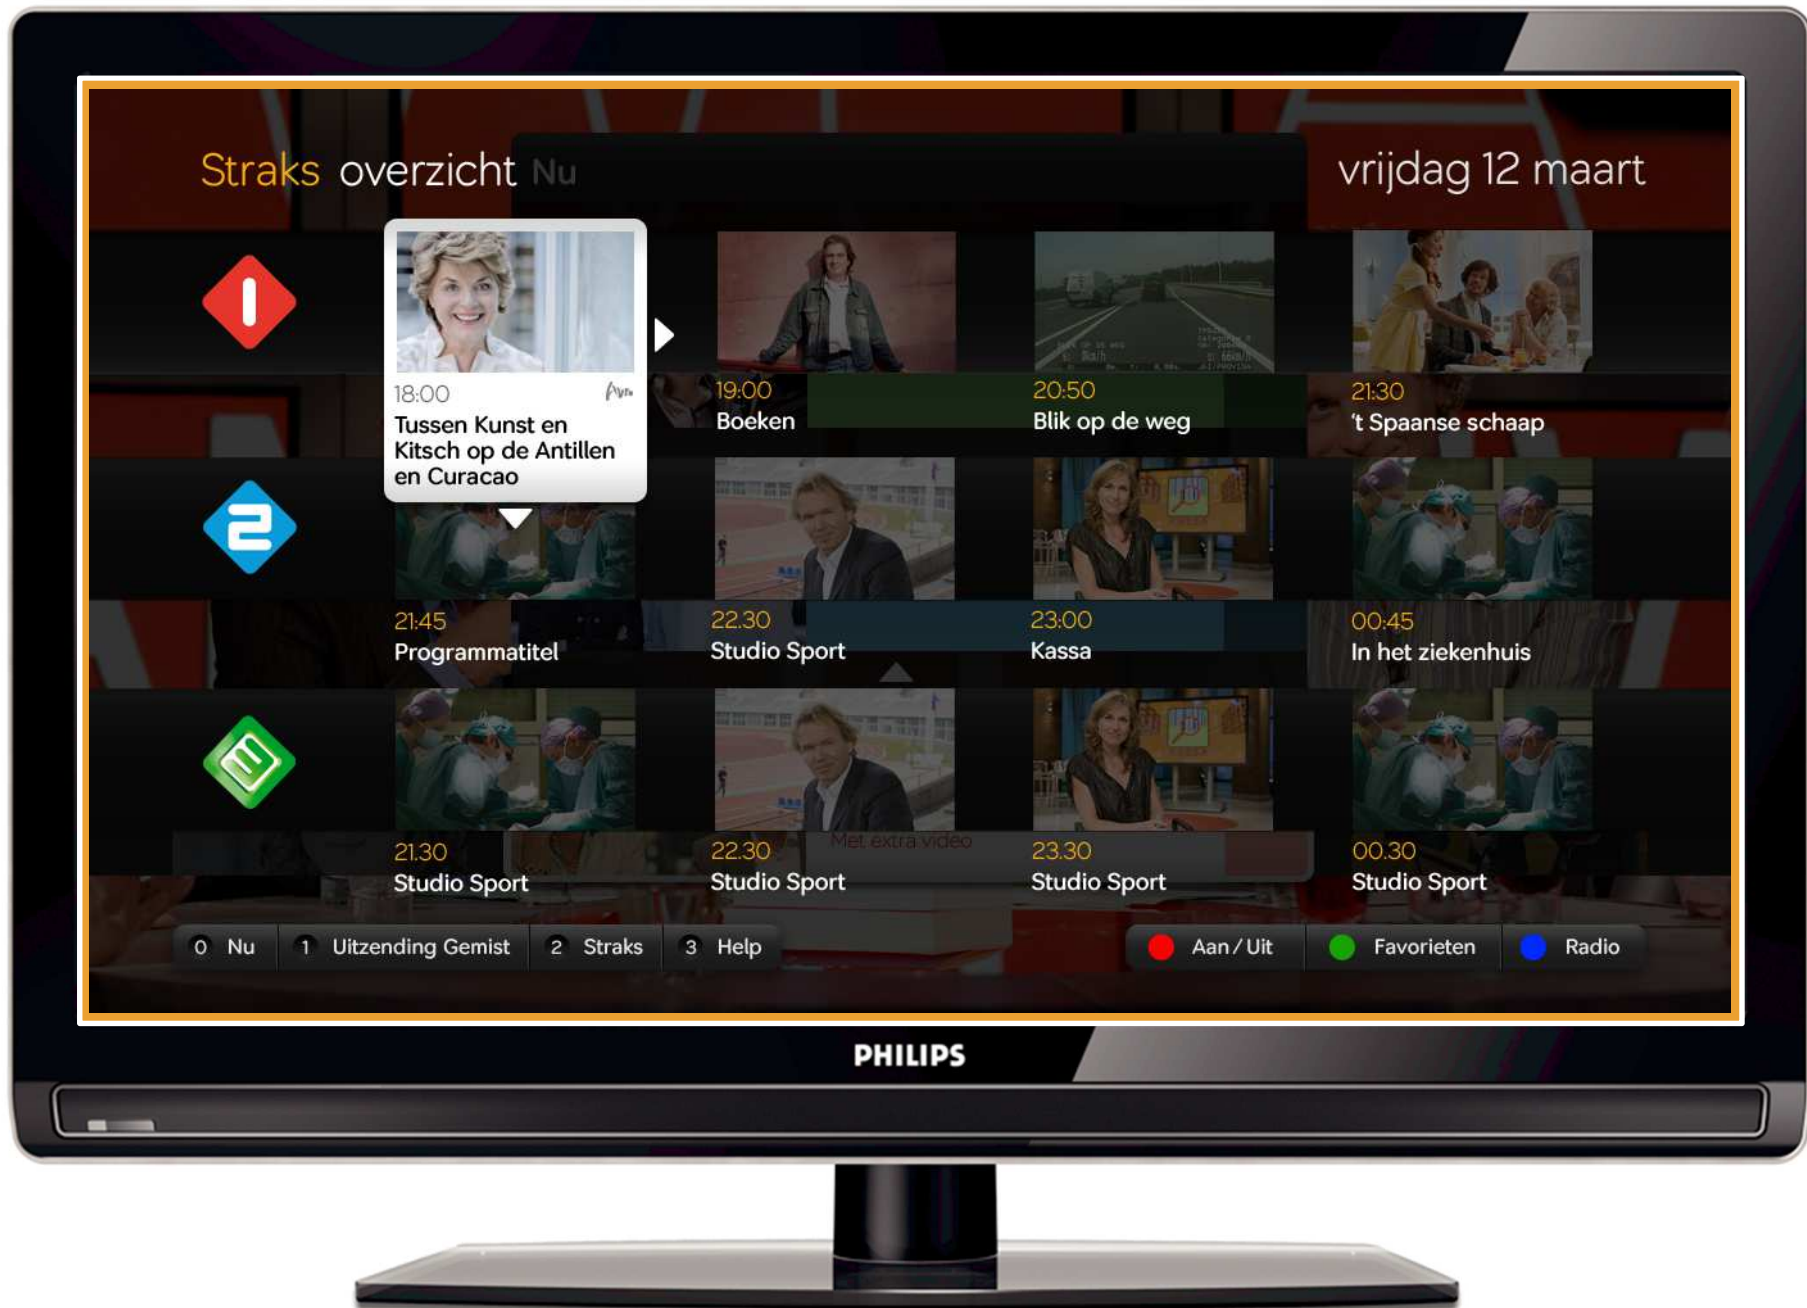 Straks overzicht Nu
vrijdag 12 maart
1
18:00 Avro
Tussen Kunst en
Kitsch op de Antillen
en Curacao
19:00
Boeken
20:50
Blik op de weg
21:30
't Spaanse schaap
2
21:45
Programmatitel
22.30
Studio Sport
23:00
Kassa
00:45
In het ziekenhuis
3
21.30
Studio Sport
22.30
Studio Sport
23.30
Studio Sport
00.30
Studio Sport
Met extra video
0 Nu 1 Uitzending Gemist 2 Straks 3 Help
Aan / Uit Favorieten Radio
PHILIPS